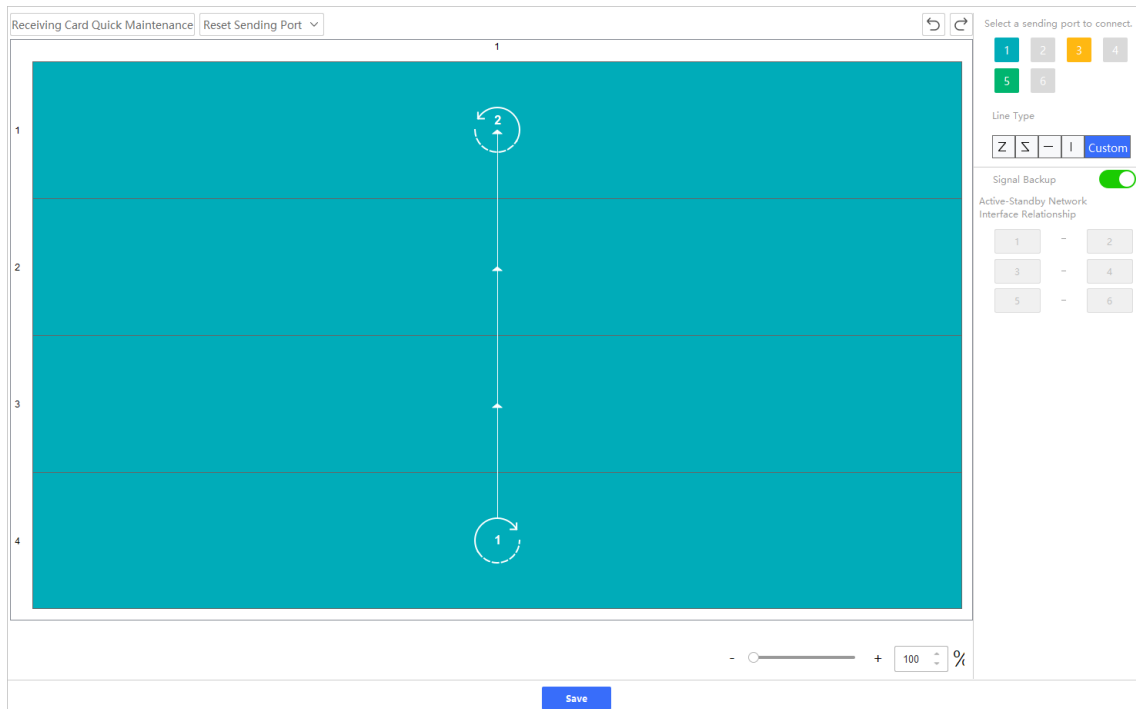 Receiving Card Quick Maintenance Reset Sending Port
Select a sending port to connect.
1
1 2 3 4
5 6
Line Type
Custom
Signal Backup
Active-Standby Network
Interface Relationship
1 - 2
3 - 4
5 - 6
1
2
2
3
4
1
- + 100 %
Save